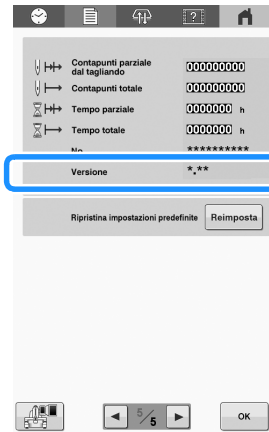 ?
Contapunti parziale
dal tagliando
000000000
Contapunti totale
000000000
Tempo parziale
0000000 h
Tempo totale
0000000 h
No
**********
Versione
*.**
Ripristina impostazioni predefinite
Reimposta
5/5
OK